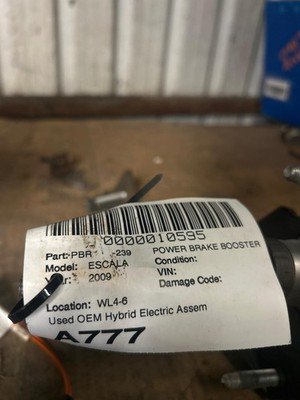 0000010595
Part: PBR -239 POWER BRAKE BOOSTER
Model: ESCALA Condition:
Year: 2009 VIN:
Damage Code:
Location: WL4-6
Used OEM Hybrid Electric Assem
A777